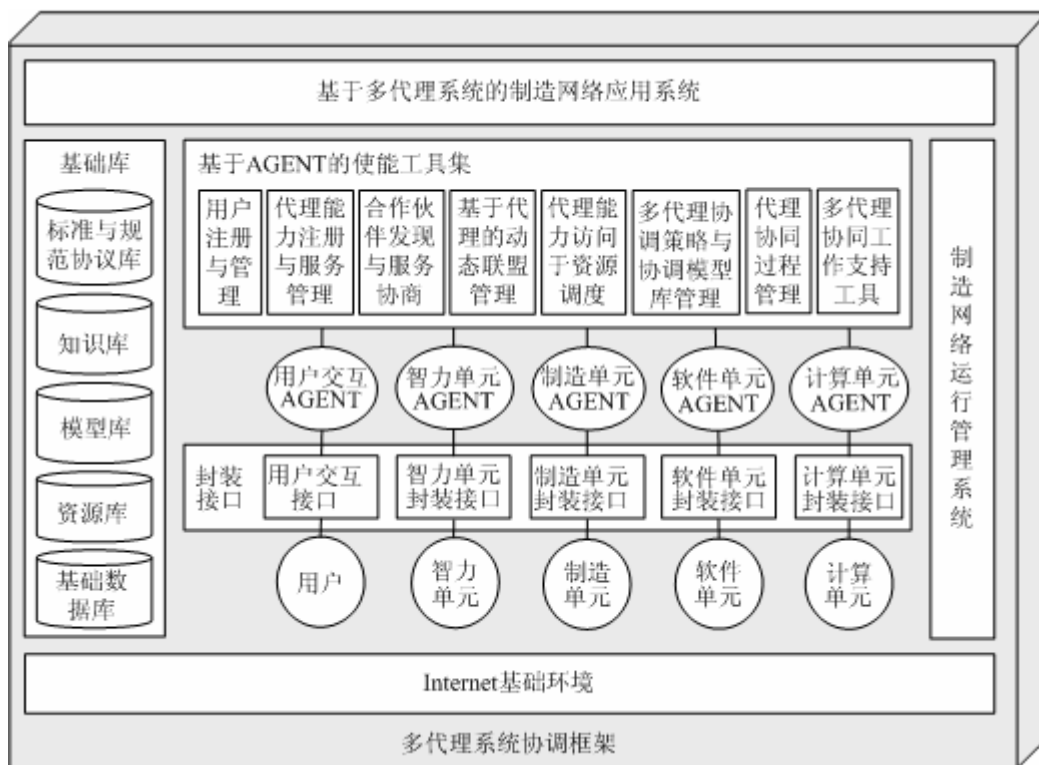 基于多代理系统的制造网络应用系统
基础库
标准与规
范协议库
知识库
模型库
资源库
基础数
据库
基于AGENT的使能工具集
用户
注册
与管
理
代理能
力注册
与服务
管理
合作伙
伴发现
与服务
协商
基于代
理的动
态联盟
管理
代理能
力访问
于资源
调度
多代理协
调策略与
协调模型
库管理
代理
协同
过程
管理
多代理
协同工
作支持
工具
用户交互
AGENT
智力单元
AGENT
制造单元
AGENT
软件单元
AGENT
计算单元
AGENT
封装
接口
用户交互
接口
智力单元
封装接口
制造单元
封装接口
软件单元
封装接口
计算单元
封装接口
用户
智力
单元
制造
单元
软件
单元
计算
单元
制造网络运行管理系统
Internet基础环境
多代理系统协调框架